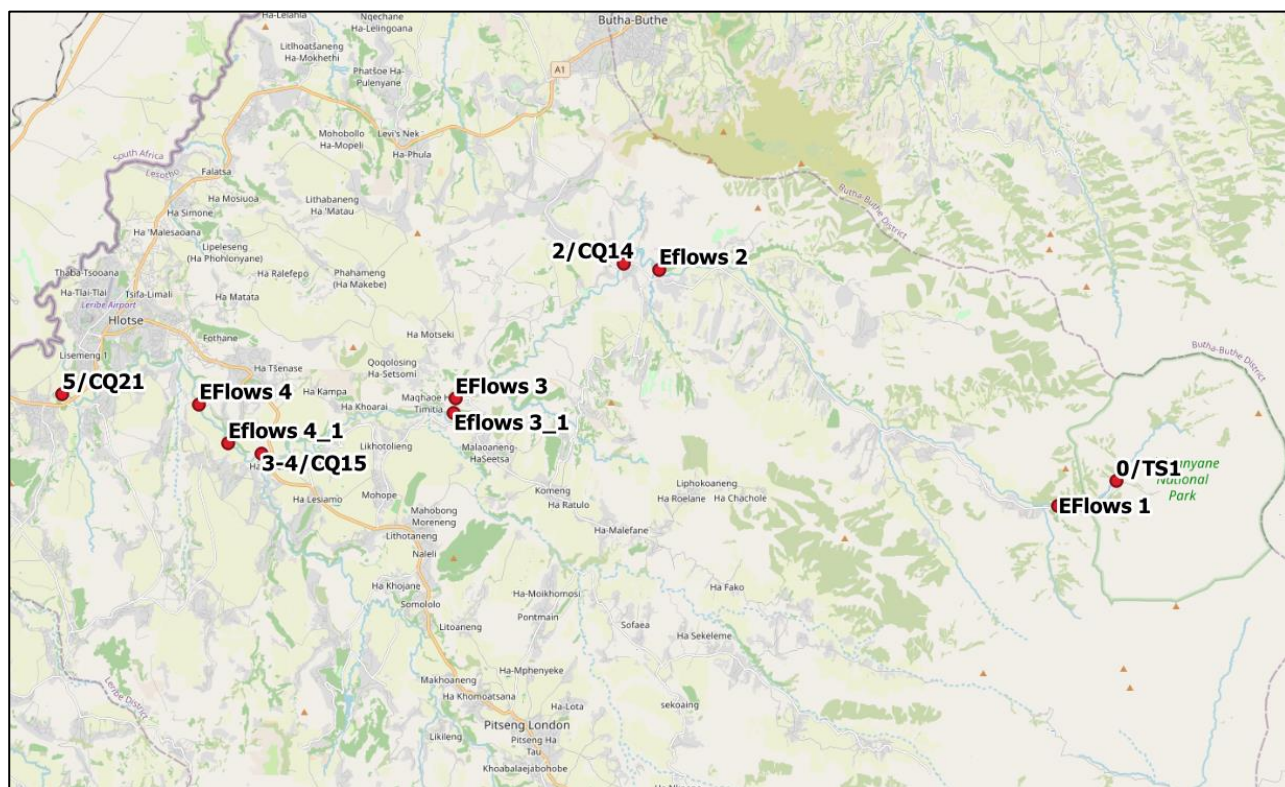 Ha-Lelahia
Nqechane
Ha-Lelingoana
Butha-Buthe
Litlhoatšaneng
Ha-Mokhethi
Phatšoe Ha-
Pulenyane
A1
Mohobollo
Ha-Mopeli
Levi's Nek
Ha-Phula
South Africa
Lesotho
Falatsa
Ha Mosiuoa
Lithabaneng
Ha 'Matau
Butha-Buthe District
Ha Simone
Ha 'Malesaoana
Lipeleseng
(Ha Phohlonyane)
2/CQ14
Eflows 2
Thaba-Tsooana
Ha-Tlai-Tlai
Tsifa-Limali
Ha Ralefepo
Phahameng
(Ha Makebe)
Leribe Airport
Ha Matata
Hlotse
Fothane
Ha Motseki
Lisemeng 1
Ha Tšenase
Qoqolosing
Ha-Setsomi
Butha-Buthe District
5/CQ21
EFlows 4
Ha Kampa
Maghaoe H
Timitia
EFlows 3
Ha Khoarai
Eflows 3_1
Eflows 4_1
Likhotolieng
Malaoaneng-
HaSeetsa
3-4/CQ15
Ha
Liphokoaneng
0/TS1
nyane
National
Park
Ha Lesiamo
Mohope
Komeng
Ha Ratulo
Ha Roelane
Ha Chachole
EFlows 1
Mahobong
Moreneng
Lithotaneng
Ha-Malefane
Naleli
Ha Khojane
Ha Fako
Somololo
Ha-Moikhomosi
Pontmain
Litoaneng
Sofaea
Ha Sekeleme
Ha-Mphenyeke
Makhoaneng
Ha Khomoatsana
Ha-Lota
sekoaing
Leribe District
Likileng
Pitseng London
Pitseng Ha
Tau
Khoabalaejabohobe